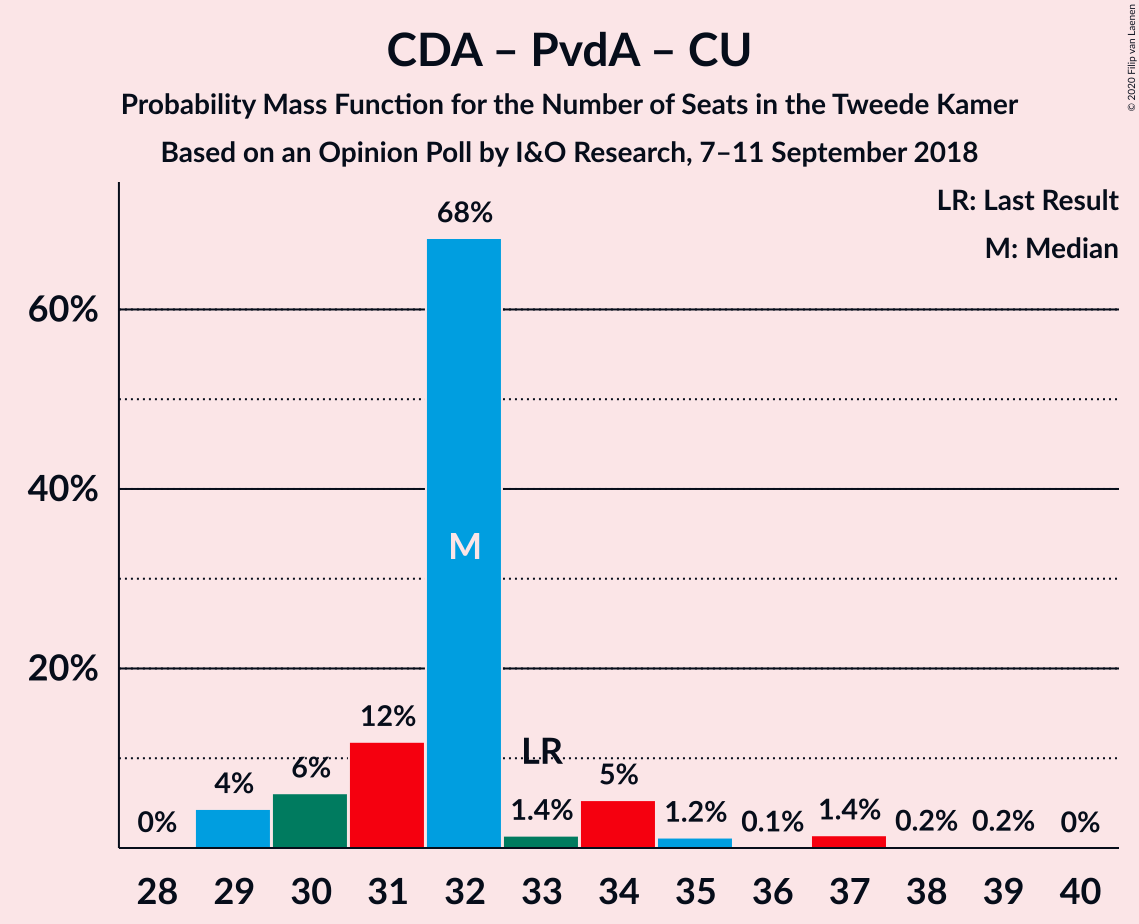 CDA – PvdA – CU
Probability Mass Function for the Number of Seats in the Tweede Kamer
Based on an Opinion Poll by I&O Research, 7–11 September 2018
© 2020 Filip van Laenen
LR: Last Result
M: Median
60%
40%
20%
0%
4%
6%
12%
68%
M
LR
1.4%
5%
1.2%
0.1%
1.4%
0.2%
0.2%
0%
28 29 30 31 32 33 34 35 36 37 38 39 40